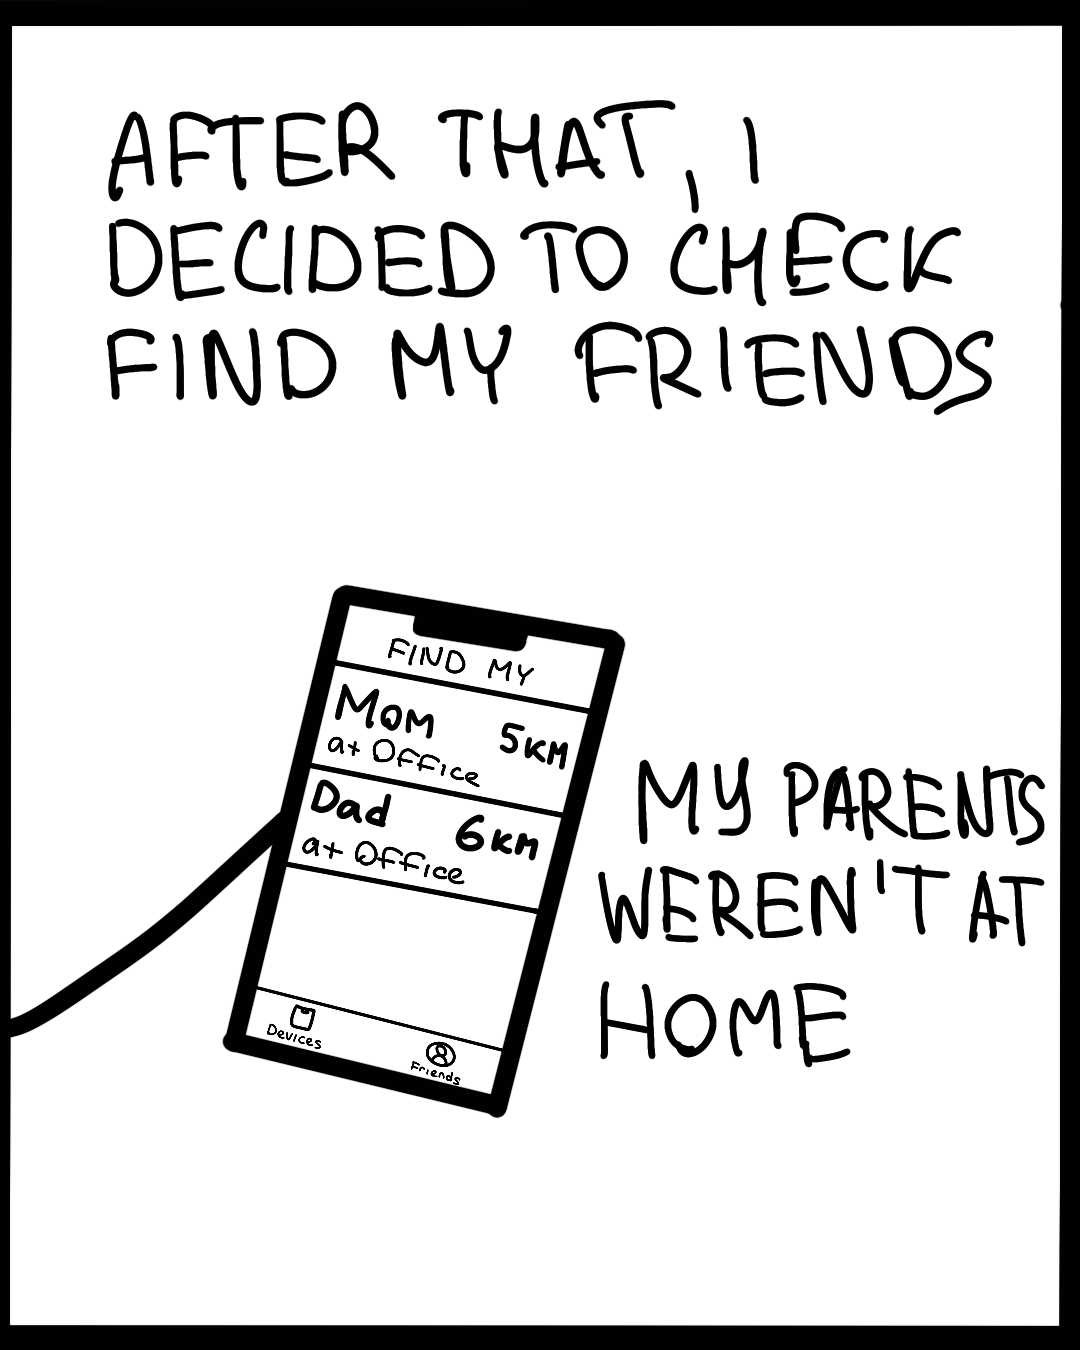 AFTER THAT, I
DECIDED TO CHECK
FIND MY FRIENDS
FIND MY
MOM 5KM
at Office
Dad 6KM
at Office
Devices
Friends
MY PARENTS
WEREN'T AT
HOME